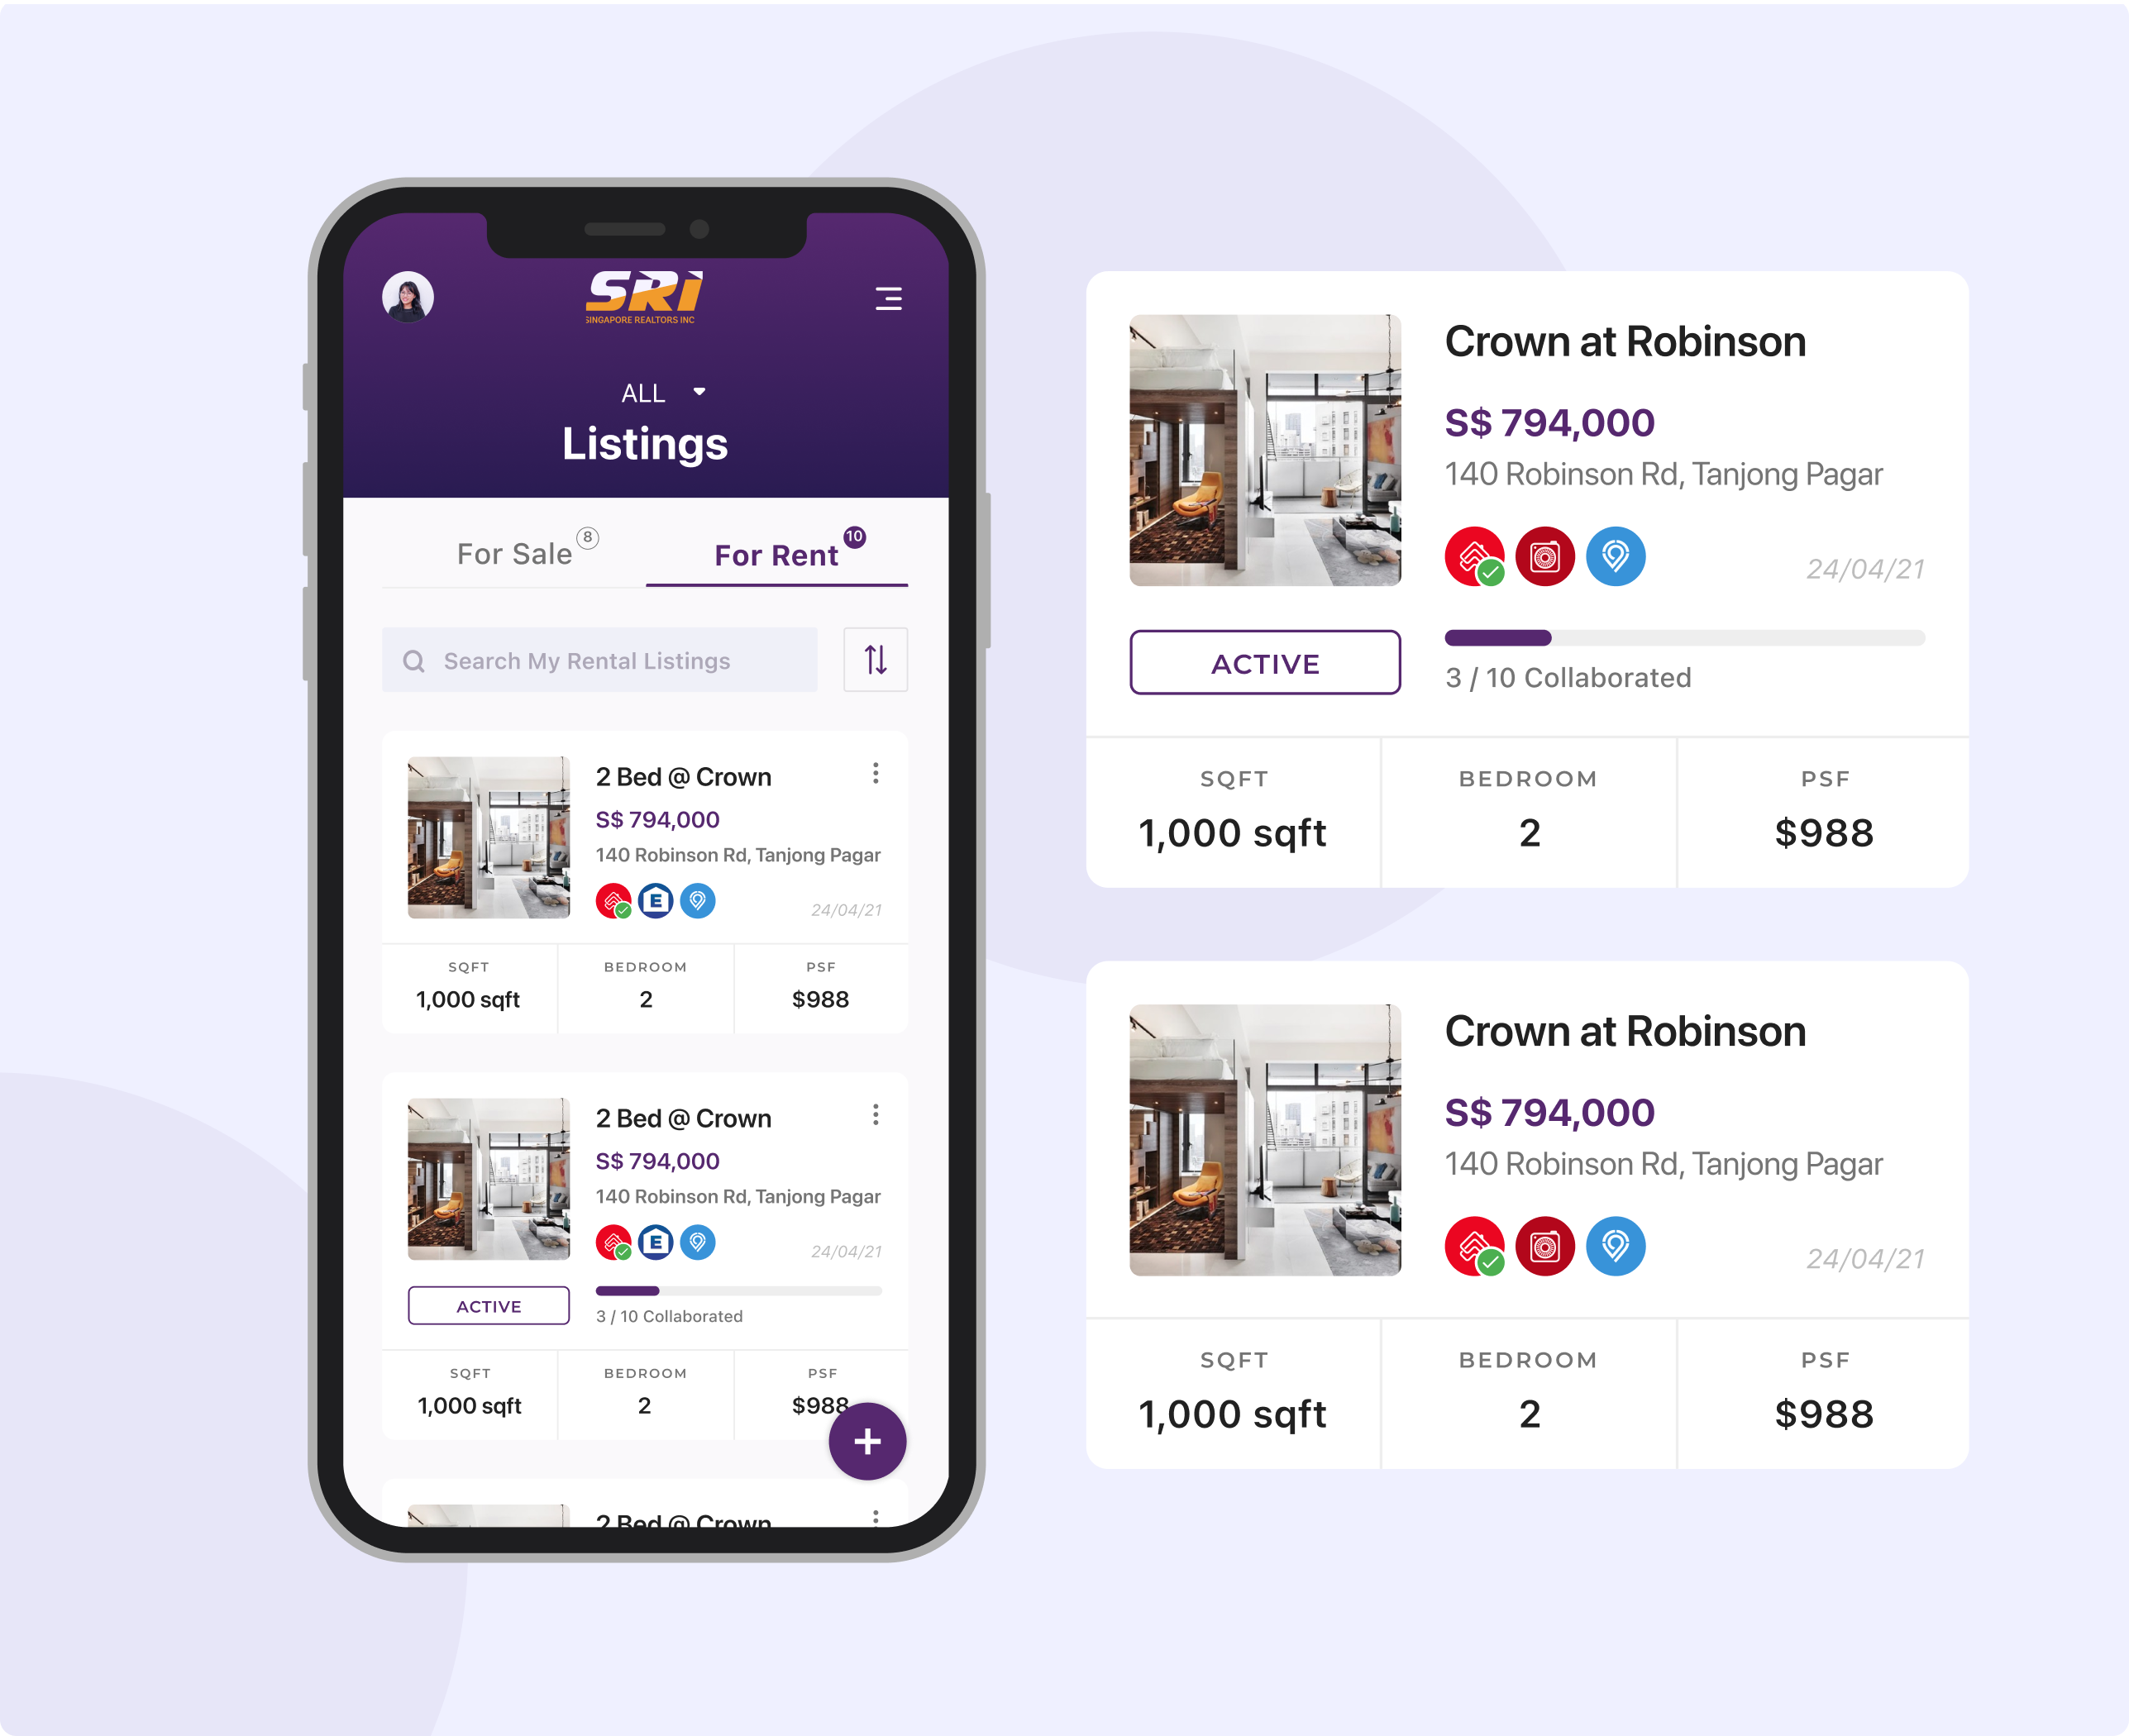 SRI
SINGAPORE REALTORS INC
ALL
Listings
For Sale 8
For Rent 10
Search My Rental Listings
2 Bed @ Crown
S$ 794,000
140 Robinson Rd, Tanjong Pagar
E
24/04/21
SQFT
BEDROOM
PSF
1,000 sqft
2
$988
2 Bed @ Crown
S$ 794,000
140 Robinson Rd, Tanjong Pagar
E
24/04/21
ACTIVE
3 / 10 Collaborated
SQFT
BEDROOM
PSF
1,000 sqft
2
$988
2 Bed @ Crown
Crown at Robinson
S$ 794,000
140 Robinson Rd, Tanjong Pagar
24/04/21
ACTIVE
3 / 10 Collaborated
SQFT
BEDROOM
PSF
1,000 sqft
2
$988
Crown at Robinson
S$ 794,000
140 Robinson Rd, Tanjong Pagar
24/04/21
SQFT
BEDROOM
PSF
1,000 sqft
2
$988